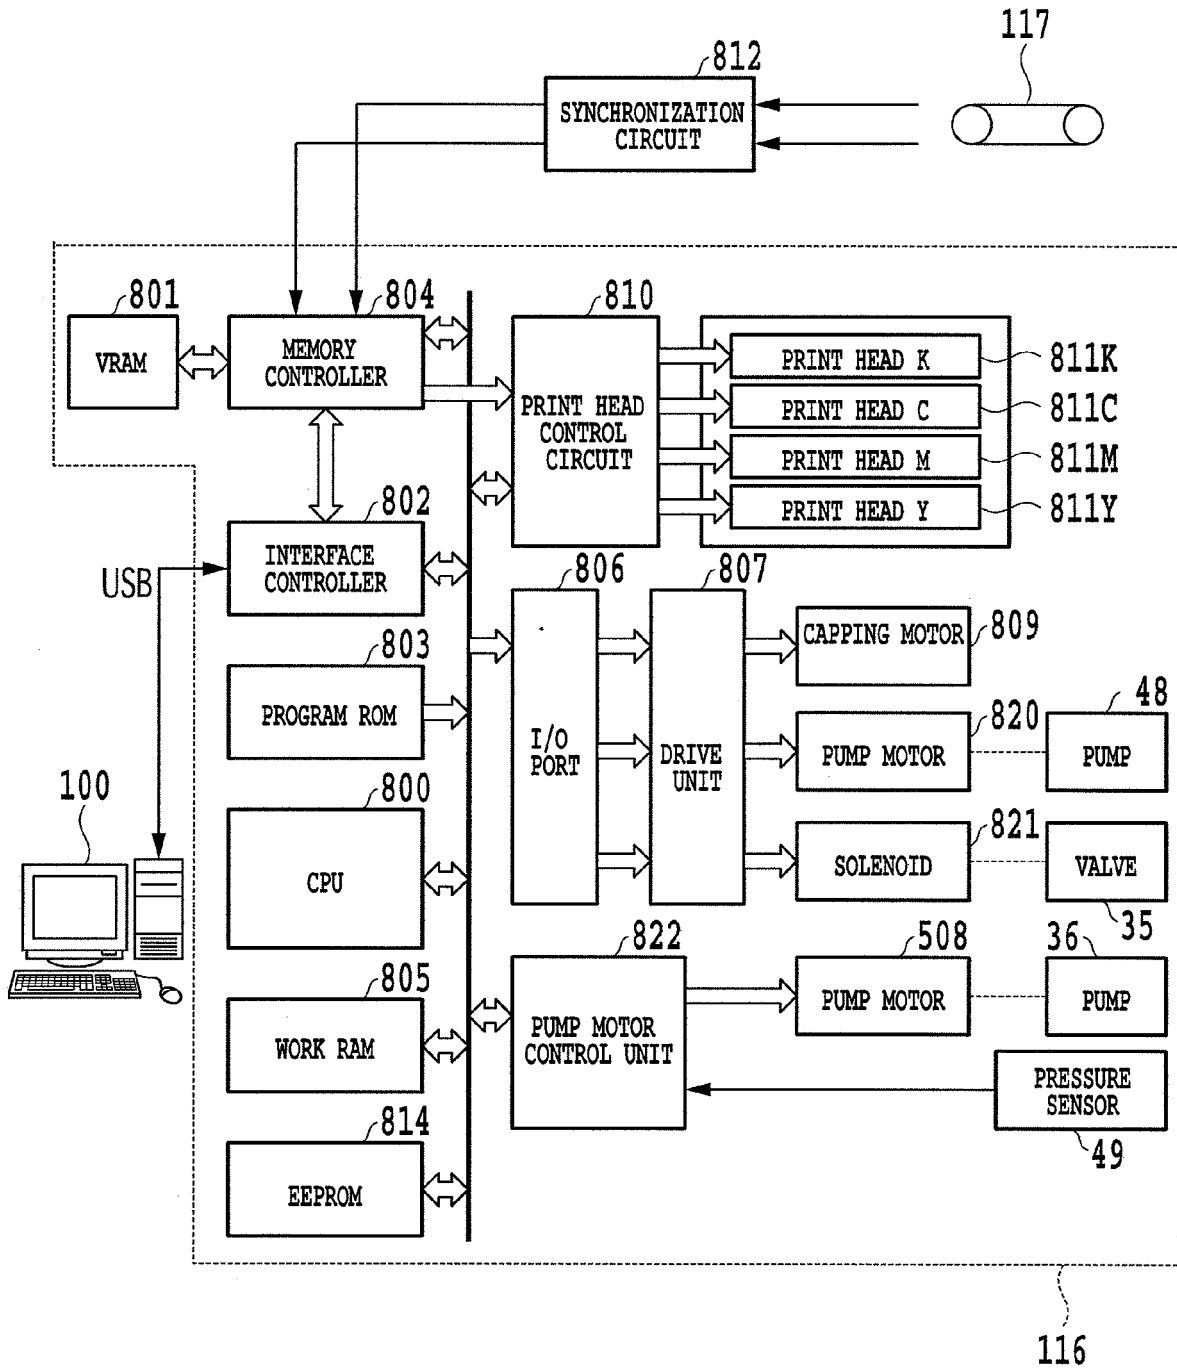 117
812
SYNCHRONIZATION
CIRCUIT
801
VRAM
804
MEMORY
CONTROLLER
810
PRINT HEAD
CONTROL
CIRCUIT
PRINT HEAD K
811K
PRINT HEAD C
811C
PRINT HEAD M
811M
PRINT HEAD Y
811Y
802
INTERFACE
CONTROLLER
USB
806
I/O
PORT
807
DRIVE
UNIT
CAPPING MOTOR
809
803
PROGRAM ROM
PUMP MOTOR
820
48
PUMP
100
800
CPU
SOLENOID
821
VALVE
35
822
PUMP MOTOR
CONTROL UNIT
508
PUMP MOTOR
36
PUMP
805
WORK RAM
PRESSURE
SENSOR
49
814
EEPROM
116